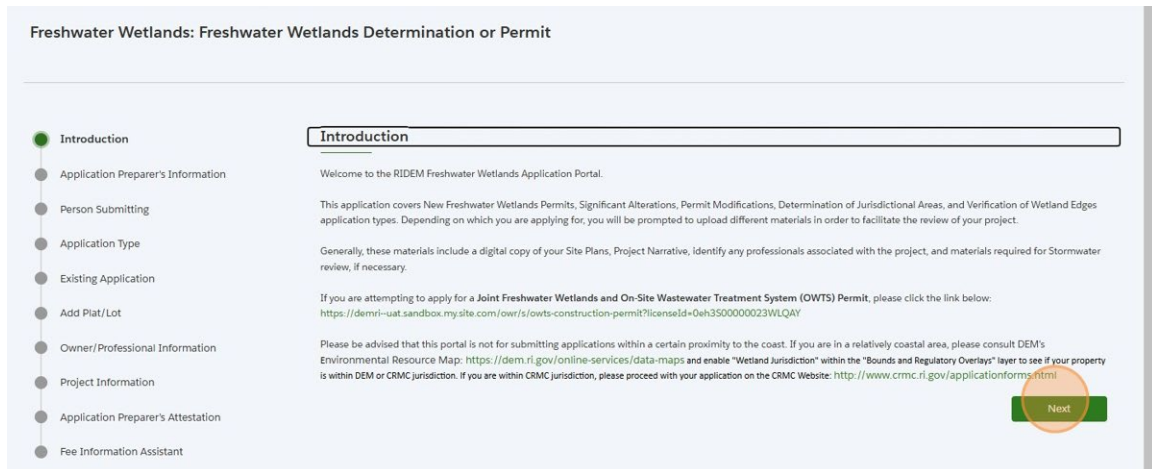 Freshwater Wetlands: Freshwater Wetlands Determination or Permit
Introduction
Application Preparer's Information
Person Submitting
Application Type
Existing Application
Add Plat/Lot
Owner/Professional Information
Project Information
Application Preparer's Attestation
Fee Information Assistant
Introduction
Welcome to the RIDEM Freshwater Wetlands Application Portal.
This application covers New Freshwater Wetlands Permits, Significant Alterations, Permit Modifications, Determination of Jurisdictional Areas, and Verification of Wetland Edges
application types. Depending on which you are applying for, you will be prompted to upload different materials in order to facilitate the review of your project.
Generally, these materials include a digital copy of your Site Plans, Project Narrative, identify any professionals associated with the project, and materials required for Stormwater
review, if necessary.
If you are attempting to apply for a Joint Freshwater Wetlands and On-Site Wastewater Treatment System (OWTS) Permit, please click the link below:
https://demri--uat.sandbox.my.site.com/owr/s/owts-construction-permit?licenseId=0eh3S00000023WLQAY
Please be advised that this portal is not for submitting applications within a certain proximity to the coast. If you are in a relatively coastal area, please consult DEM's
Environmental Resource Map: https://dem.ri.gov/online-services/data-maps and enable "Wetland Jurisdiction" within the "Bounds and Regulatory Overlays" layer to see if your property
is within DEM or CRMC jurisdiction. If you are within CRMC jurisdiction, please proceed with your application on the CRMC Website: http://www.crmc.ri.gov/applicationforms.html
Next